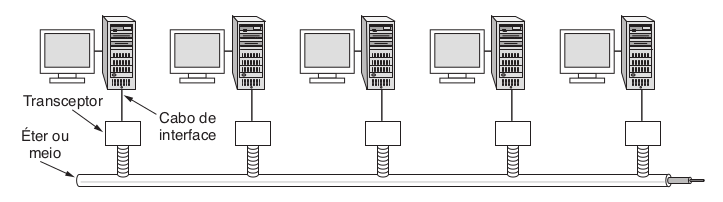 Transceptor
Cabo de
interface
Éter ou
meio